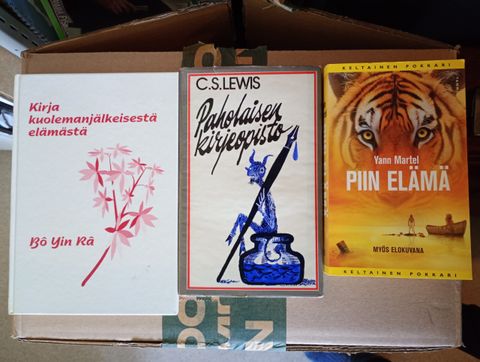 Kirja
kuolemanjälkeisestä
elämästä
Bô Yin Râ
C.S.LEWIS
Paholaisen
kirjeopisto
KELTAINEN POKKARI
Yann Martel
PIIN ELÄMÄ
MYÖS ELOKUVANA
KELTAINEN POKKARI